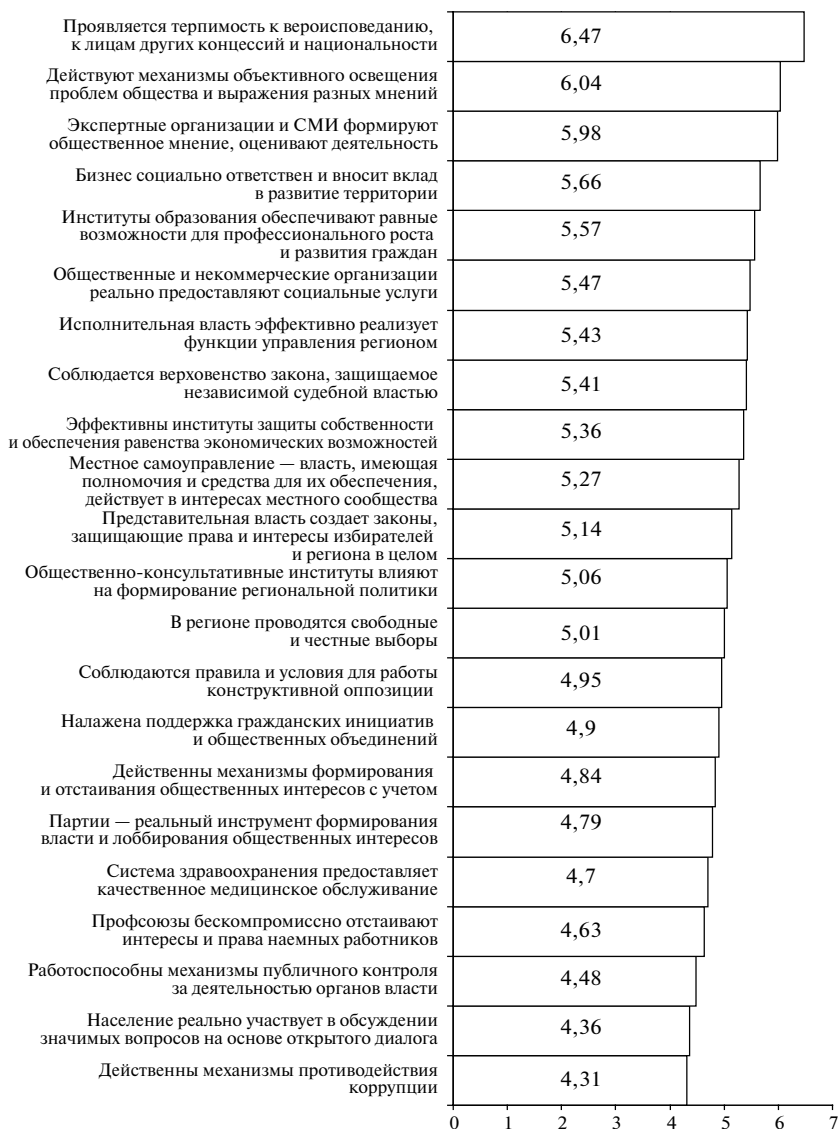 Проявляется терпимость к вероисповеданию,
к лицам других концессий и национальности
6,47
Действуют механизмы объективного освещения
проблем общества и выражения разных мнений
6,04
Экспертные организации и СМИ формируют
общественное мнение, оценивают деятельность
5,98
Бизнес социально ответствен и вносит вклад
в развитие территории
5,66
Институты образования обеспечивают равные
возможности для профессионального роста
и развития граждан
5,57
Общественные и некоммерческие организации
реально предоставляют социальные услуги
5,47
Исполнительная власть эффективно реализует
функции управления регионом
5,43
Соблюдается верховенство закона, защищаемое
независимой судебной властью
5,41
Эффективны институты защиты собственности
и обеспечения равенства экономических возможностей
5,36
Местное самоуправление — власть, имеющая
полномочия и средства для их обеспечения,
действует в интересах местного сообщества
5,27
Представительная власть создает законы,
защищающие права и интересы избирателей
и региона в целом
5,14
Общественно-консультативные институты влияют
на формирование региональной политики
5,06
В регионе проводятся свободные
и честные выборы
5,01
Соблюдаются правила и условия для работы
конструктивной оппозиции
4,95
Налажена поддержка гражданских инициатив
и общественных объединений
4,9
Действенны механизмы формирования
и отстаивания общественных интересов с учетом
4,84
Партии — реальный инструмент формирования
власти и лоббирования общественных интересов
4,79
Система здравоохранения предоставляет
качественное медицинское обслуживание
4,7
Профсоюзы бескомпромиссно отстаивают
интересы и права наемных работников
4,63
Работоспособны механизмы публичного контроля
за деятельностью органов власти
4,48
Население реально участвует в обсуждении
значимых вопросов на основе открытого диалога
4,36
Действенны механизмы противодействия
коррупции
4,31
0 1 2 3 4 5 6 7